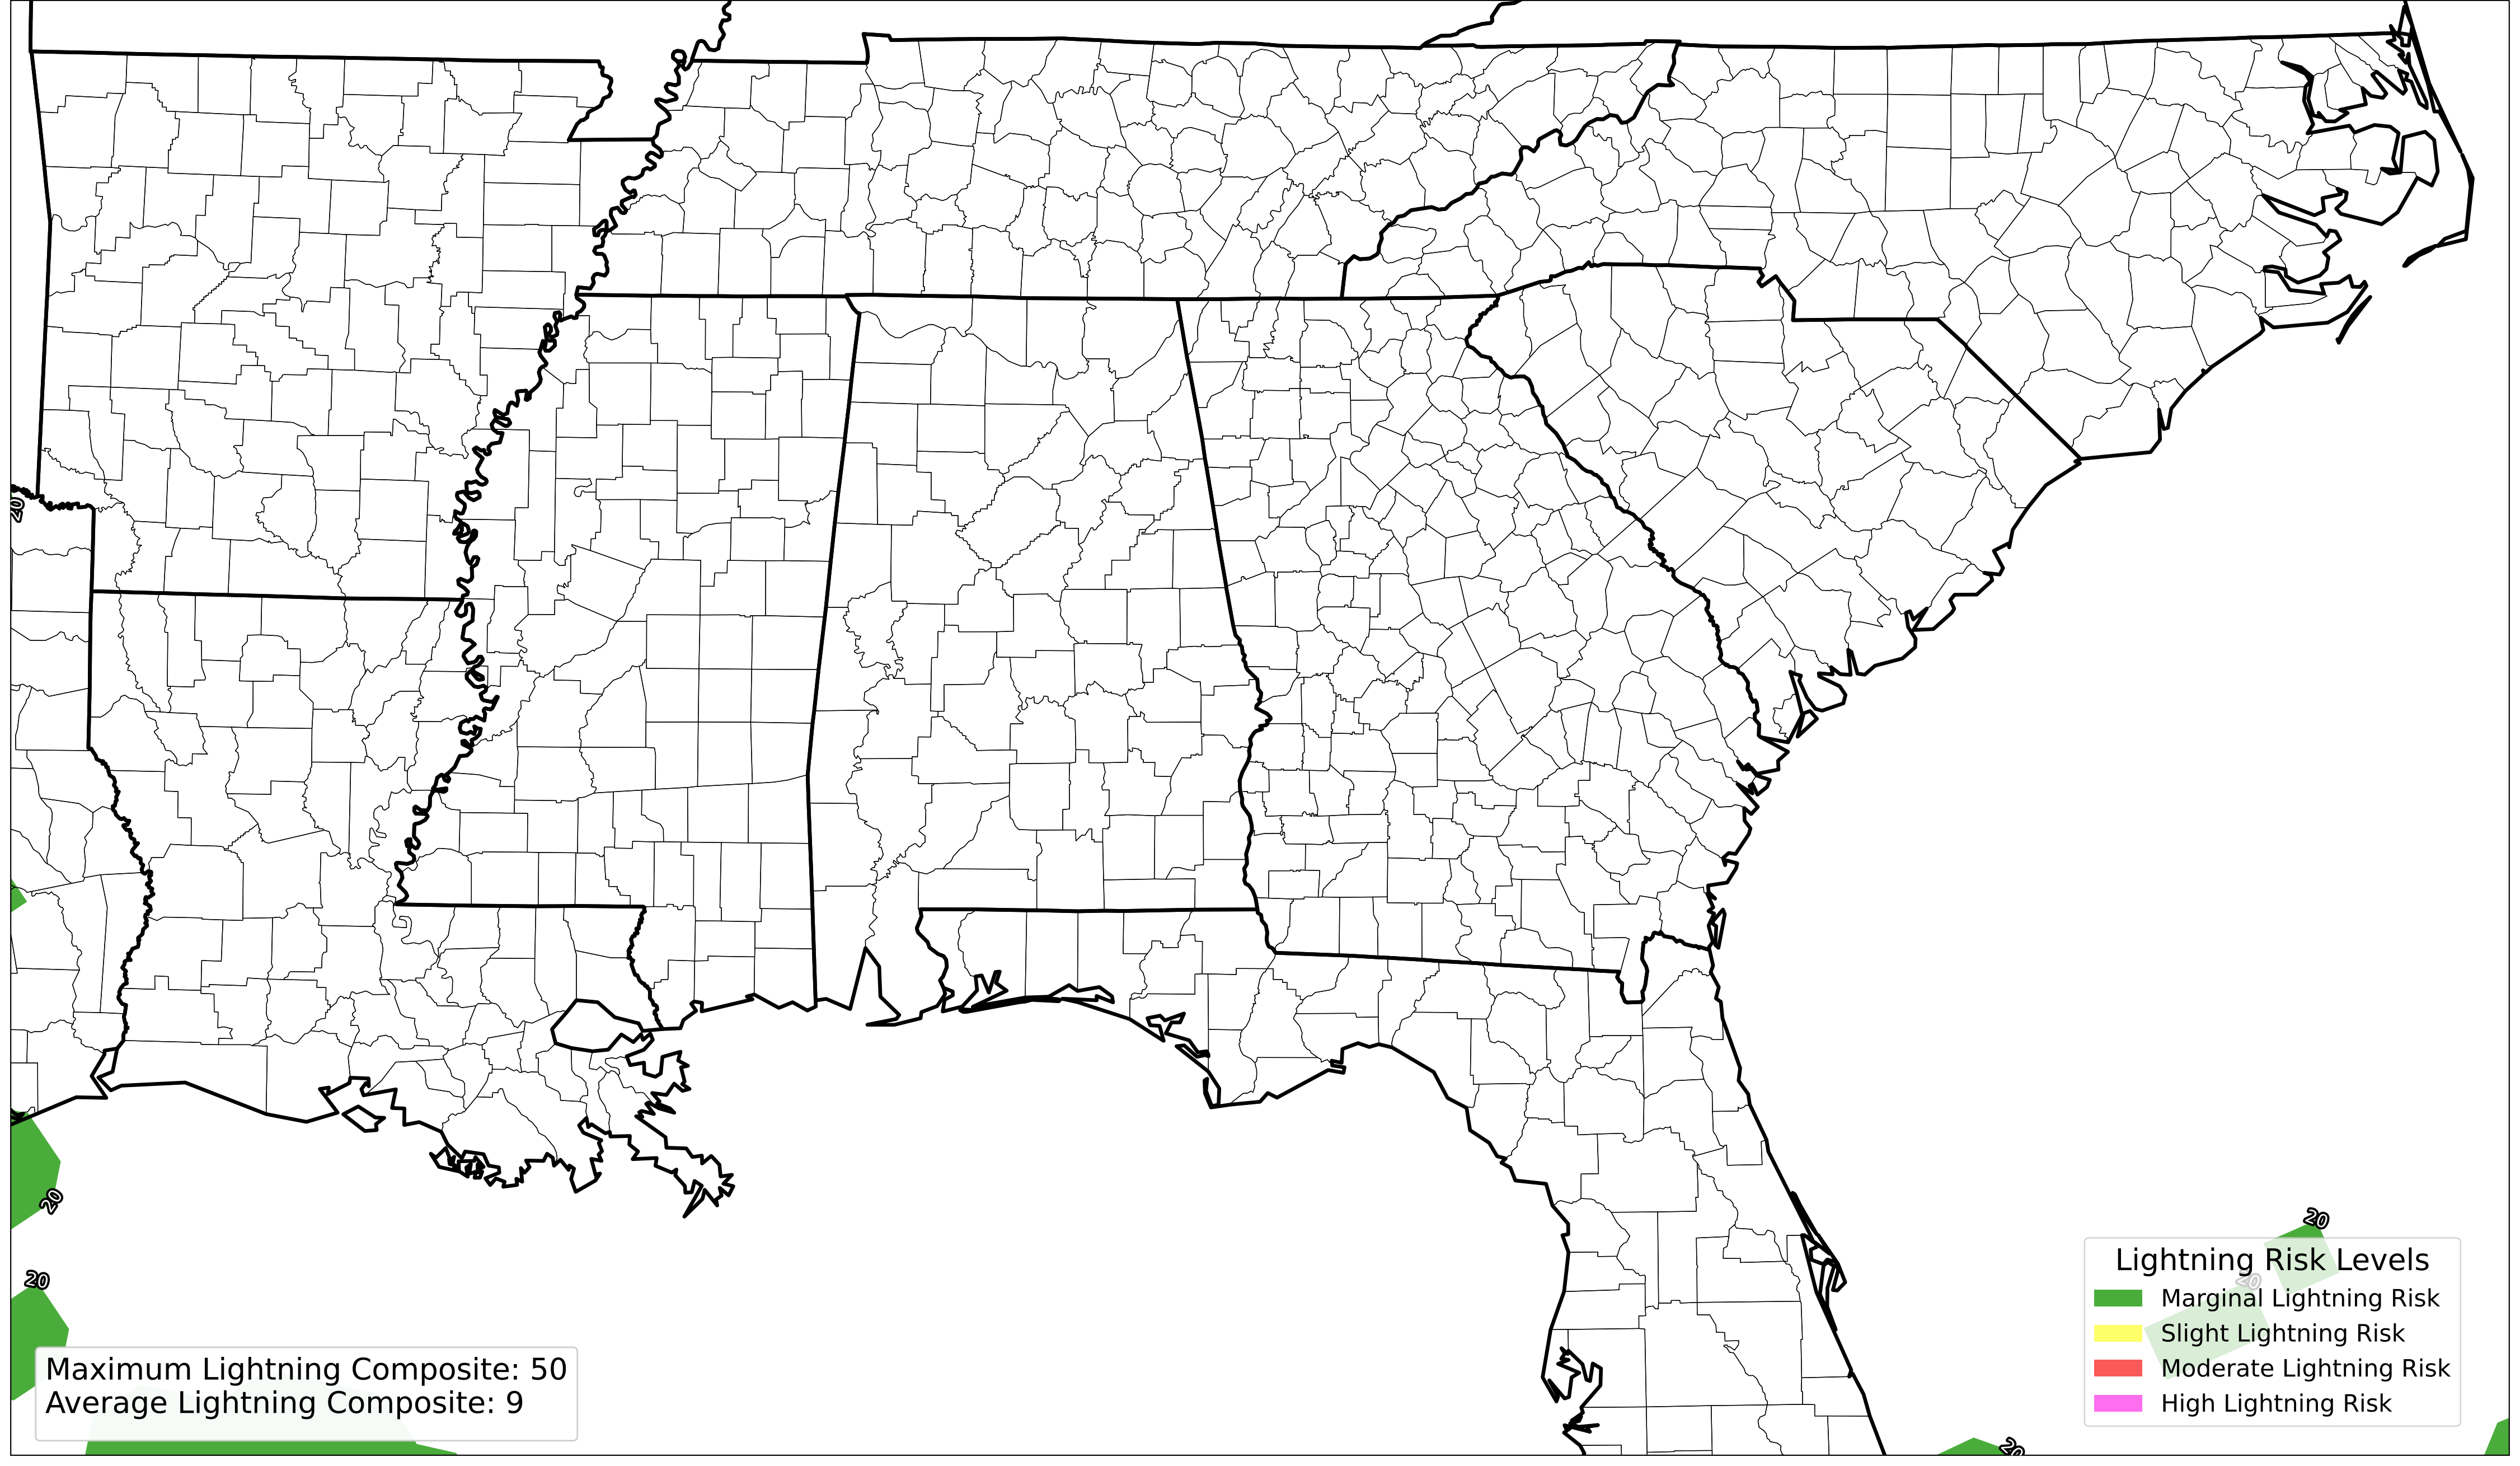 20
20
20
20
20
Lightning Risk Levels
Marginal Lightning Risk
Slight Lightning Risk
Moderate Lightning Risk
High Lightning Risk
Maximum Lightning Composite: 50
Average Lightning Composite: 9
20